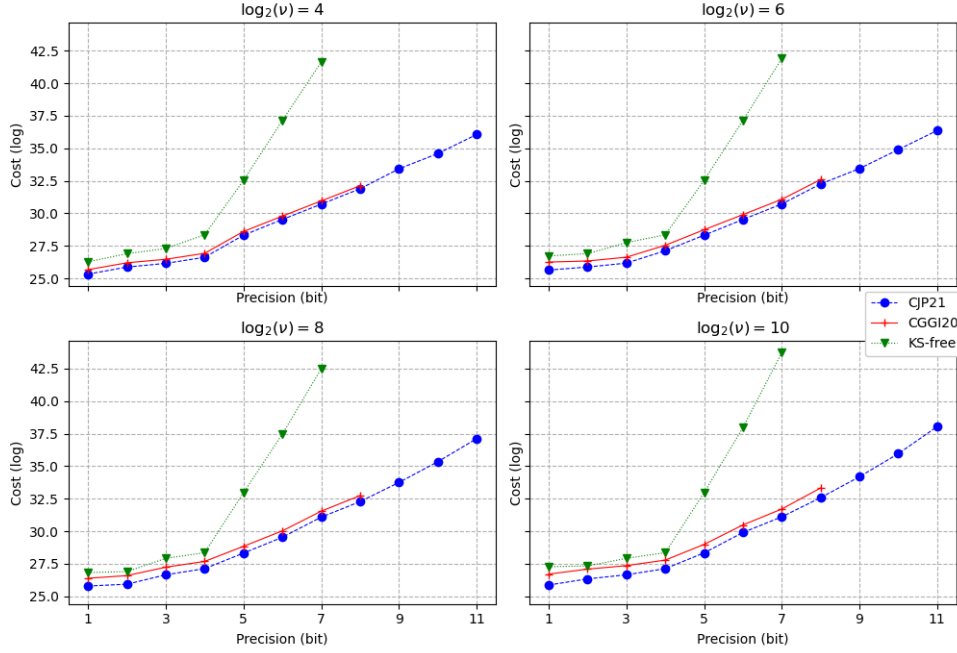 log₂(ν) = 4
log₂(ν) = 6
Cost (log)
42.5
40.0
37.5
35.0
32.5
30.0
27.5
25.0
Precision (bit)
Cost (log)
Precision (bit)
CJP21
CGGI20
KS-free
log₂(ν) = 8
log₂(ν) = 10
Cost (log)
42.5
40.0
37.5
35.0
32.5
30.0
27.5
25.0
1 3 5 7 9 11
Precision (bit)
Cost (log)
1 3 5 7 9 11
Precision (bit)